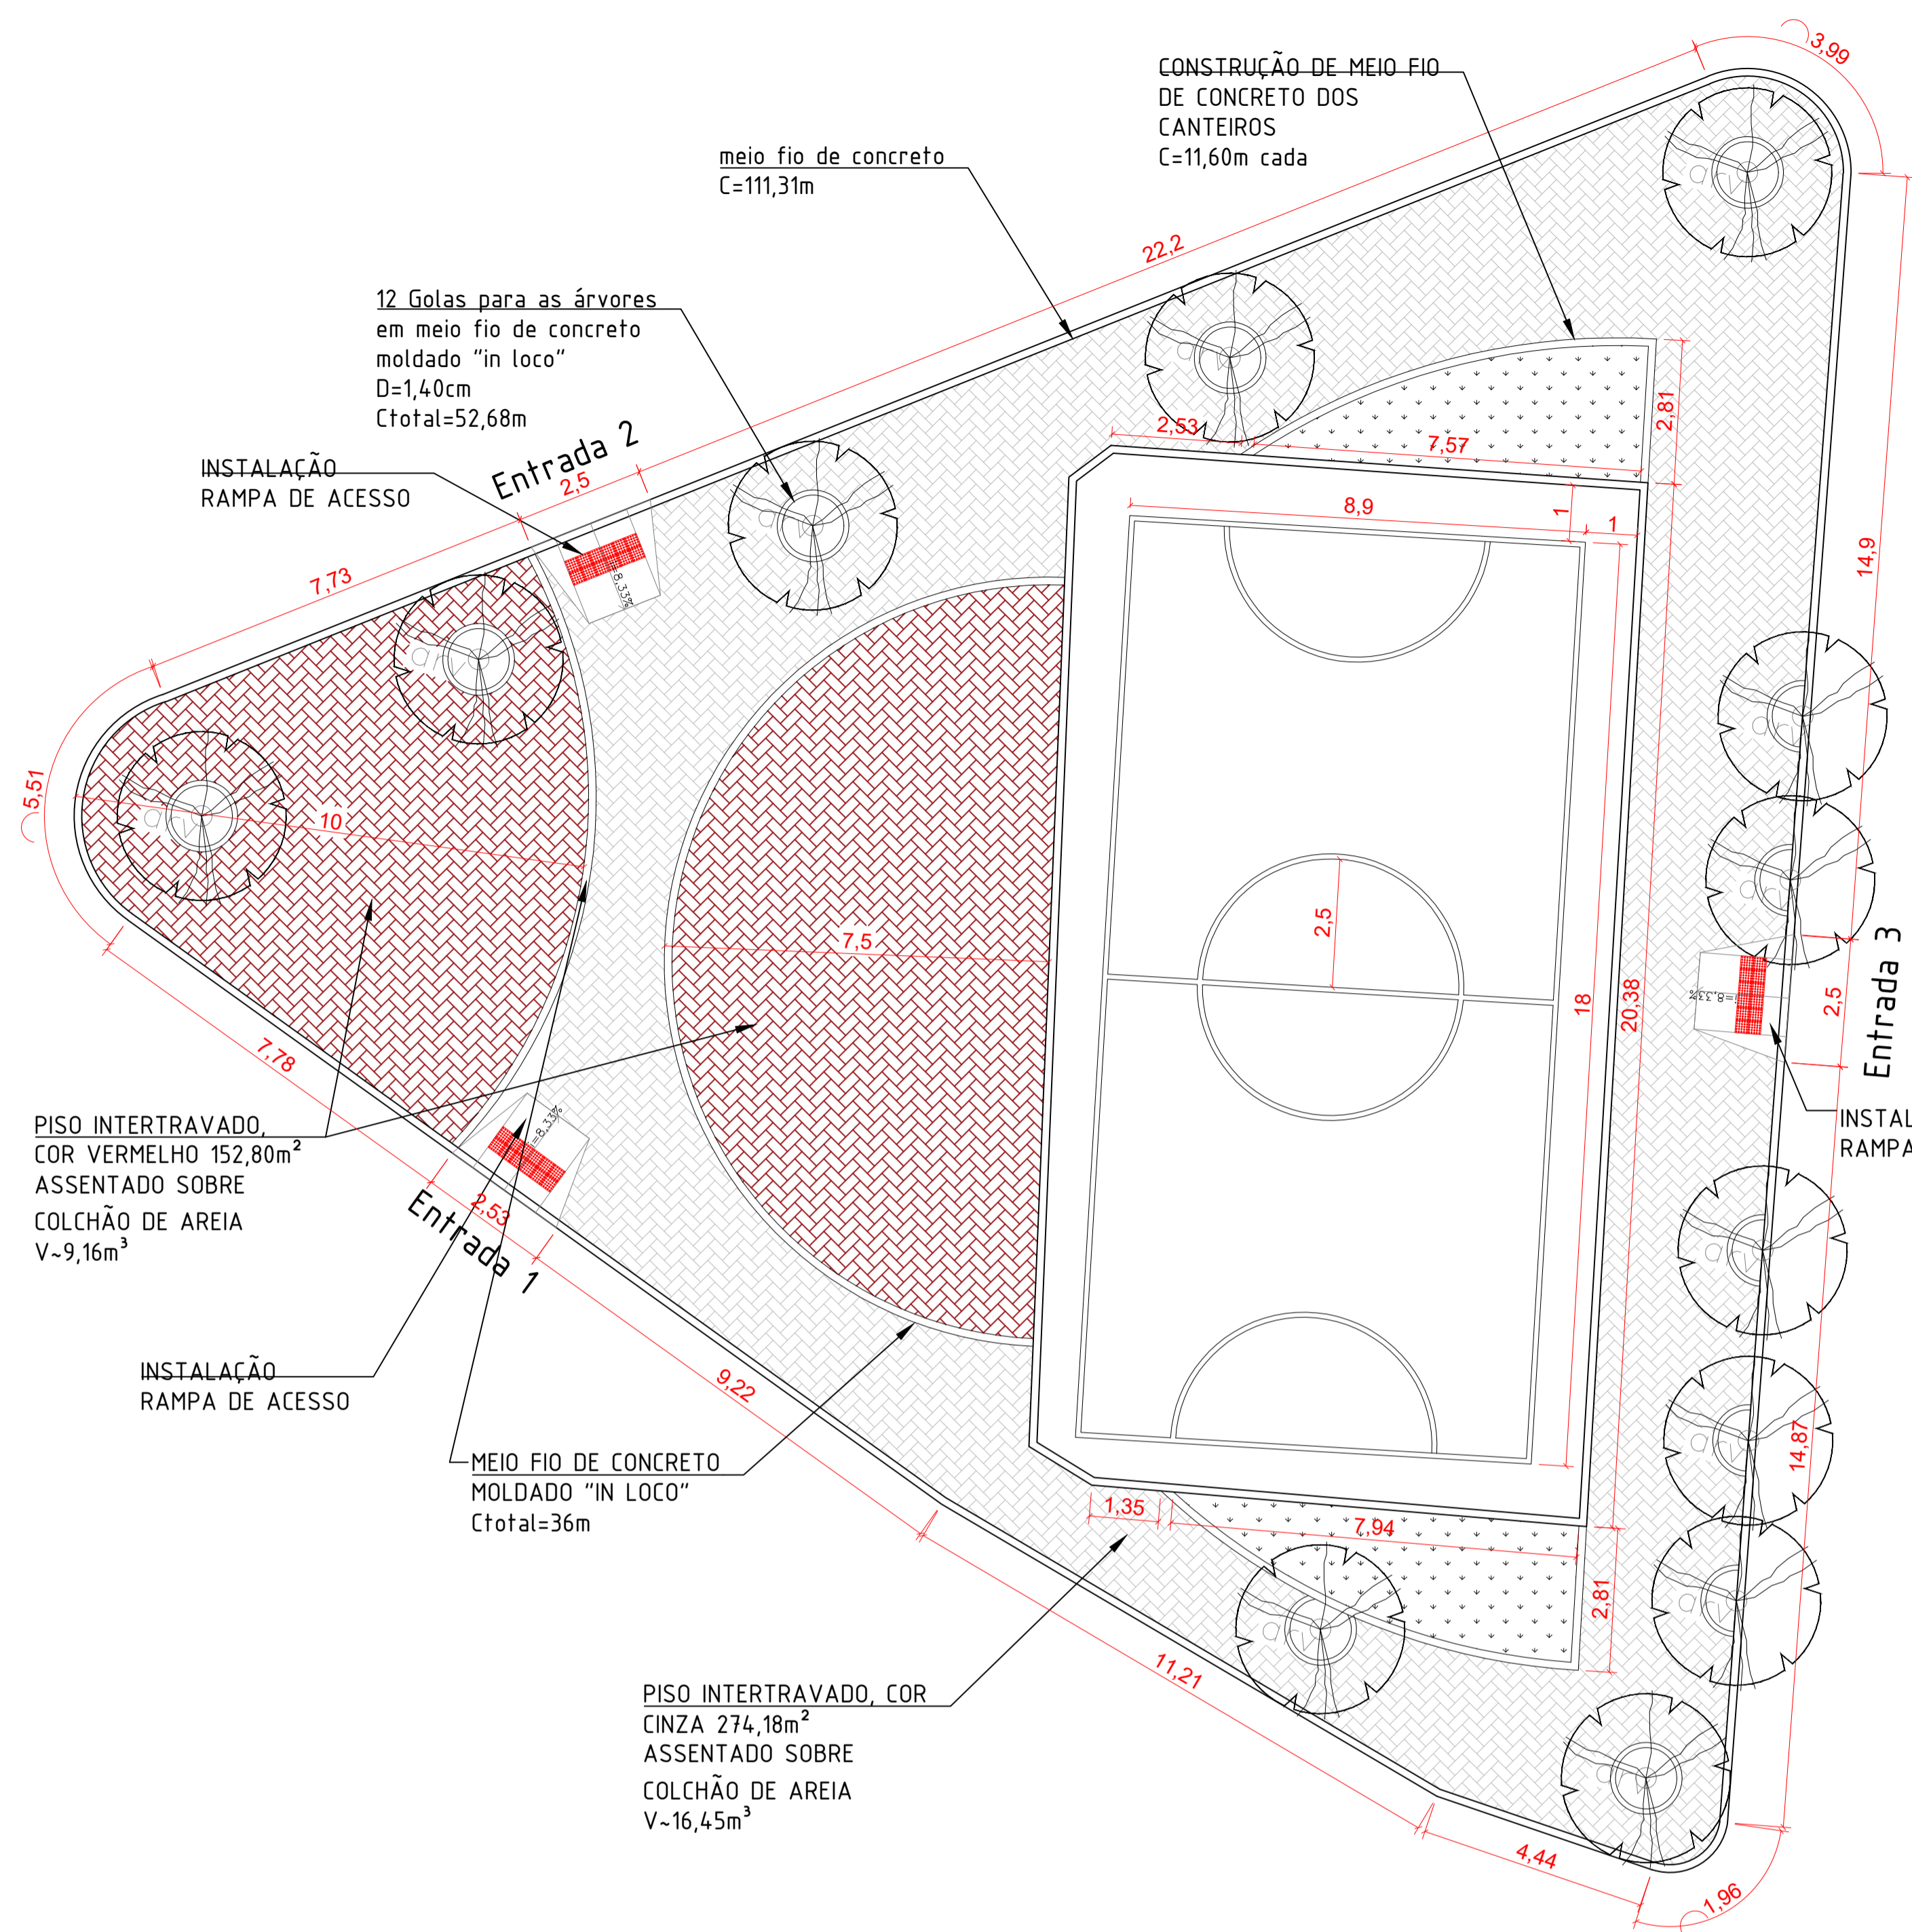 CONSTRUÇÃO DE MEIO FIO
DE CONCRETO DOS
CANTEIROS
C=11,60m cada
3,99
meio fio de concreto
C=111,31m
22,2
12 Golas para as árvores
em meio fio de concreto
moldado "in loco"
D=1,40cm
Ctotal=52,68m
INSTALAÇÃO
RAMPA DE ACESSO
Entrada 2
2,5
i=8,33%
7,73
2,53
7,57
2,81
8,9
1
1
14,9
5,51
10
7,5
2,5
18
20,38
i=8,33%
2,5
Entrada 3
INSTAL
RAMPA
7,78
PISO INTERTRAVADO,
COR VERMELHO 152,80m²
ASSENTADO SOBRE
COLCHÃO DE AREIA
V~9,16m³
i=8,33%
2,53
Entrada 1
INSTALAÇÃO
RAMPA DE ACESSO
9,22
MEIO FIO DE CONCRETO
MOLDADO "IN LOCO"
Ctotal=36m
14,87
1,35
7,94
2,81
11,21
PISO INTERTRAVADO, COR
CINZA 274,18m²
ASSENTADO SOBRE
COLCHÃO DE AREIA
V~16,45m³
4,44
1,96